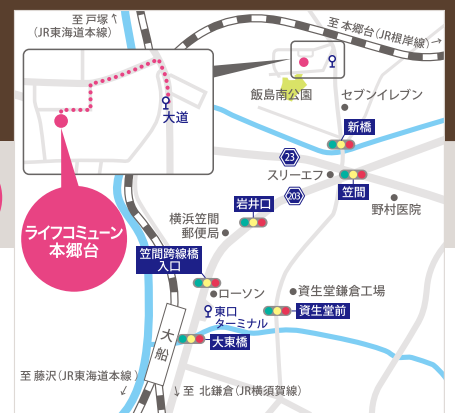 至 戸塚
(JR東海道本線)
至 本郷台(JR根岸線)
大道
飯島南公園
セブンイレブン
新橋
23
スリーエフ
笠間
203
岩井口
野村医院
ライフコミューン
本郷台
横浜笠間
郵便局
笠間跨線橋
入口
ローソン
資生堂鎌倉工場
東口
ターミナル
資生堂前
大船
大東橋
至 藤沢(JR東海道本線)
至 北鎌倉(JR横須賀線)